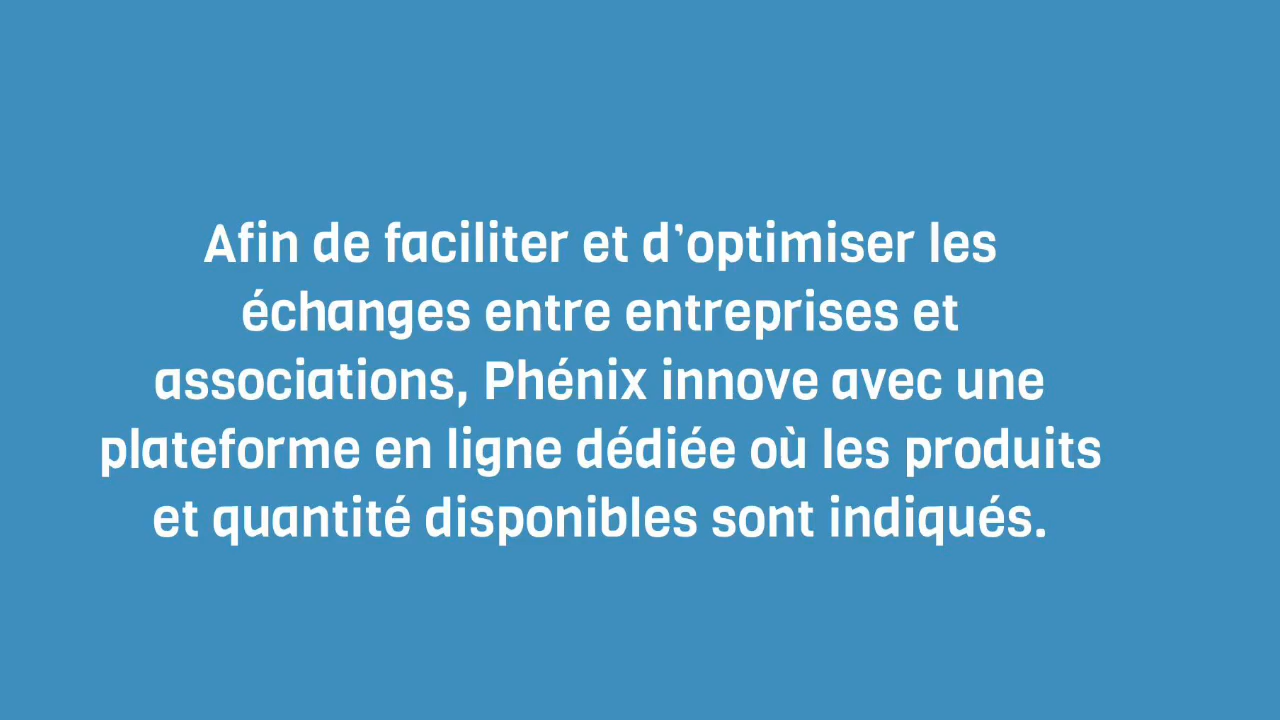 Afin de faciliter et d’optimiser les
échanges entre entreprises et
associations, Phénix innove avec une
plateforme en ligne dédiée où les produits
et quantité disponibles sont indiqués.